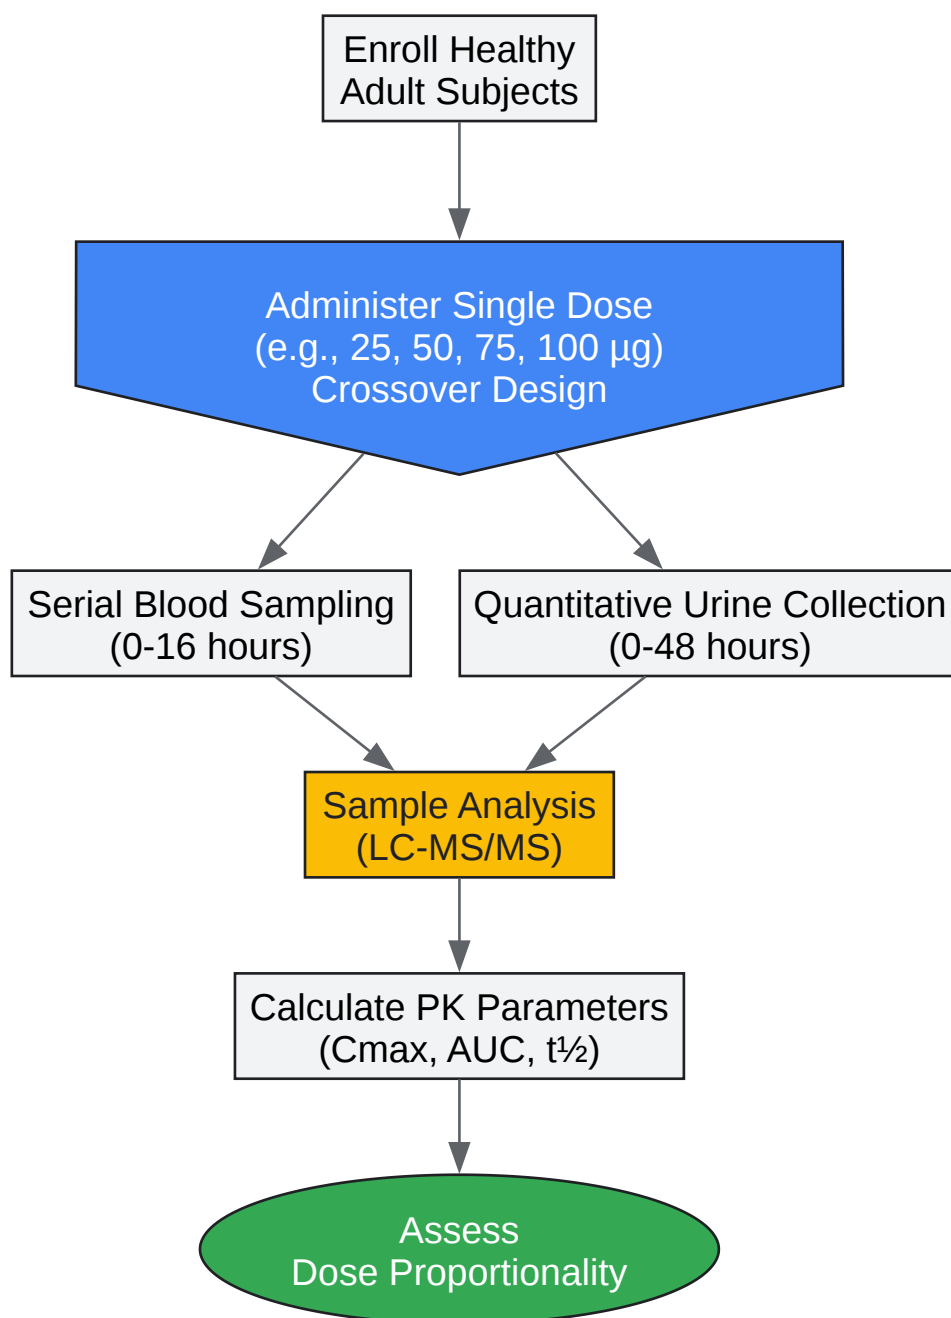 Enroll Healthy
Adult Subjects
Administer Single Dose
(e.g., 25, 50, 75, 100 µg)
Crossover Design
Serial Blood Sampling
(0-16 hours)
Quantitative Urine Collection
(0-48 hours)
Sample Analysis
(LC-MS/MS)
Calculate PK Parameters
(Cmax, AUC, t½)
Assess
Dose Proportionality